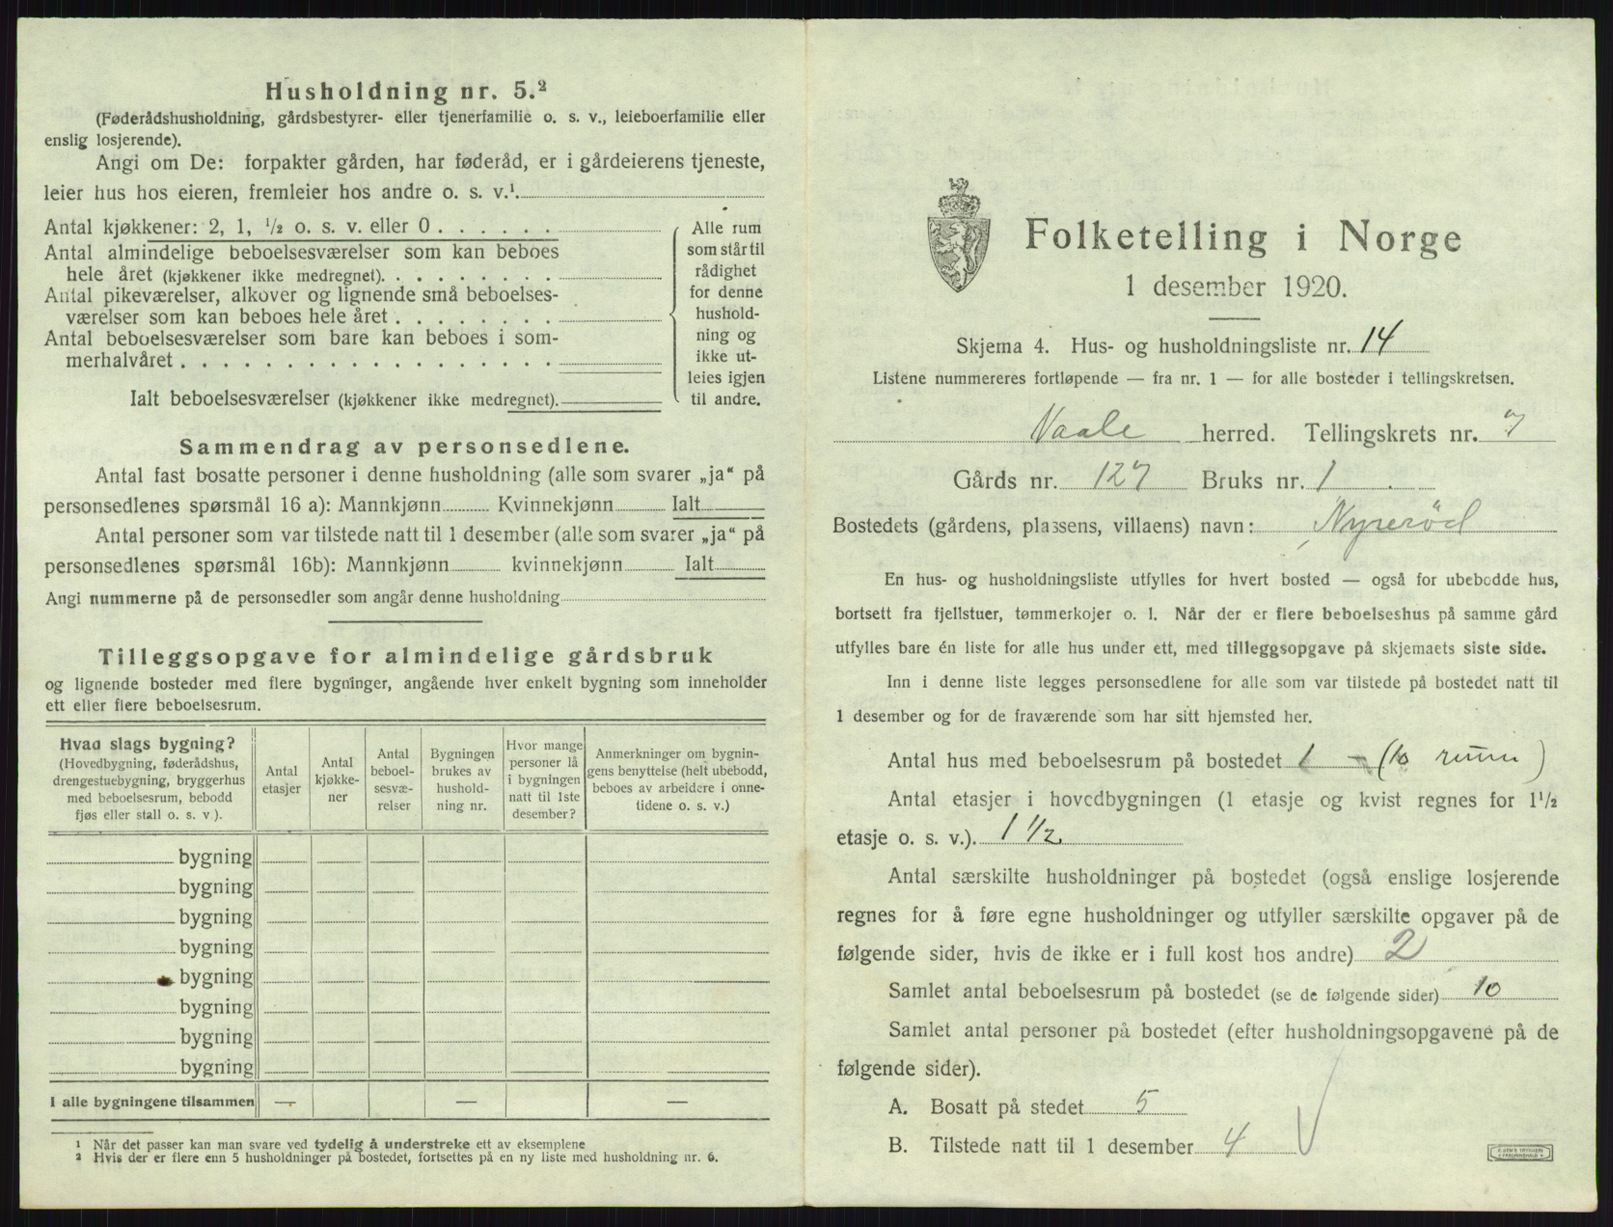 Husholdning nr. 5.²
(Føderådshusholdning, gårdsbestyrer- eller tjenerfamilie o. s. v., leieboerfamilie eller
enslig losjerende).
Angi om De: forpakter gården, har føderåd, er i gårdeierens tjeneste,
leier hus hos eieren, fremleier hos andre o. s. v.¹.
Antal kjøkkener: 2, 1, ½ o. s. v. eller 0
Antal almindelige beboelsesværelser som kan beboes
hele året (kjøkkener ikke medregnet).
Antal pikeværelser, alkover og lignende små beboelses-
værelser som kan beboes hele året
Antal beboelsesværelser som bare kan beboes i som-
merhalvåret
Ialt beboelsesværelser (kjøkkener ikke medregnet).
Alle rum
som står til
rådighet
for denne
hushold-
ning og
ikke ut-
leies igjen
til andre.
Sammendrag av personsedlene.
Antal fast bosatte personer i denne husholdning (alle som svarer „ja“ på
personsedlenes spørsmål 16 a): Mannkjønn Kvinnekjønn Ialt
Antal personer som var tilstede natt til 1 desember (alle som svarer „ja“ på
personsedlenes spørsmål 16b): Mannkjønn kvinnekjønn Ialt
Angi nummerne på de personsedler som angår denne husholdning
Tilleggsopgave for almindelige gårdsbruk
og lignende bosteder med flere bygninger, angående hver enkelt bygning som inneholder
ett eller flere beboelsesrum.
Hvad slags bygning?
(Hovedbygning, føderådshus,
drengestuebygning, bryggerhus
med beboelsesrum, bebodd
fjøs eller stall o. s. v.).
Antal
etasjer
Antal
kjøkke-
ner
Antal
beboel-
sesvæ-
relser
Bygningen
brukes av
hushold-
ning nr.
Hvor mange
personer lå
i bygningen
natt til 1ste
desember?
Anmerkninger om bygnin-
gens benyttelse (helt ubebodd,
beboes av arbeidere i onne-
tidene o. s. v.)
bygning
bygning
bygning
bygning
bygning
bygning
bygning
bygning
I alle bygningene tilsammen — — —
¹ Når det passer kan man svare ved tydelig å understreke ett av eksemplene
² Hvis der er flere enn 5 husholdninger på bostedet, fortsettes på en ny liste med husholdning nr. 6.
Folketelling i Norge
1 desember 1920.
Skjema 4. Hus- og husholdningsliste nr. 14
Listene nummereres fortløpende — fra nr. 1 — for alle bosteder i tellingskretsen.
Vaale herred. Tellingskrets nr. 7
Gårds nr. 127 Bruks nr. 1
Bostedets (gårdens, plassens, villaens) navn: Nyrerød
En hus- og husholdningsliste utfylles for hvert bosted — også for ubebodde hus,
bortsett fra fjellstuer, tømmerkojer o. l. Når der er flere beboelseshus på samme gård
utfylles bare én liste for alle hus under ett, med tilleggsopgave på skjemaets siste side.
Inn i denne liste legges personsedlene for alle som var tilstede på bostedet natt til
1 desember og for de fraværende som har sitt hjemsted her.
Antal hus med beboelsesrum på bostedet 1 - (10 rum)
Antal etasjer i hovedbygningen (1 etasje og kvist regnes for 1½
etasje o. s. v.). 1 1/2
Antal særskilte husholdninger på bostedet (også enslige losjerende
regnes for å føre egne husholdninger og utfyller særskilte opgaver på de
følgende sider, hvis de ikke er i full kost hos andre) 2
Samlet antal beboelsesrum på bostedet (se de følgende sider) 10
Samlet antal personer på bostedet (efter husholdningsopgavene på de
følgende sider).
A. Bosatt på stedet 5
B. Tilstede natt til 1 desember 4